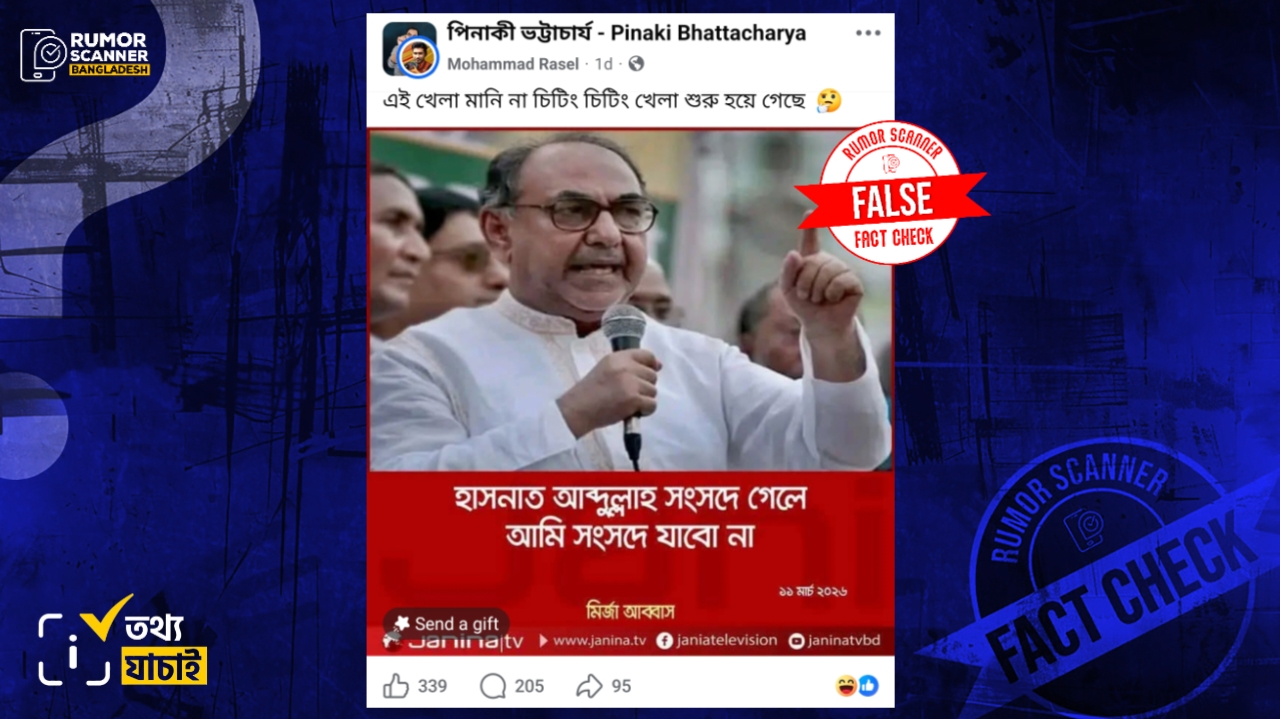 RUMOR
SCANNER
BANGLADESH
পিনাকী ভট্টাচার্য - Pinaki Bhattacharya
Mohammad Rasel · 1d ·
এই খেলা মানি না চিটিং চিটিং খেলা শুরু হয়ে গেছে 🤔
RUMOR SCANNER
FALSE
FACT CHECK
হাসনাত আব্দুল্লাহ সংসদে গেলে
আমি সংসদে যাবো না
১১ মার্চ ২০২৬
মির্জা আব্বাস
Send a gift
Janina|tv www.janina.tv janiatelevision janinatvbd
339 205 95
তথ্য
যাচাই
RUMOR SCANNER
FACT CHECK